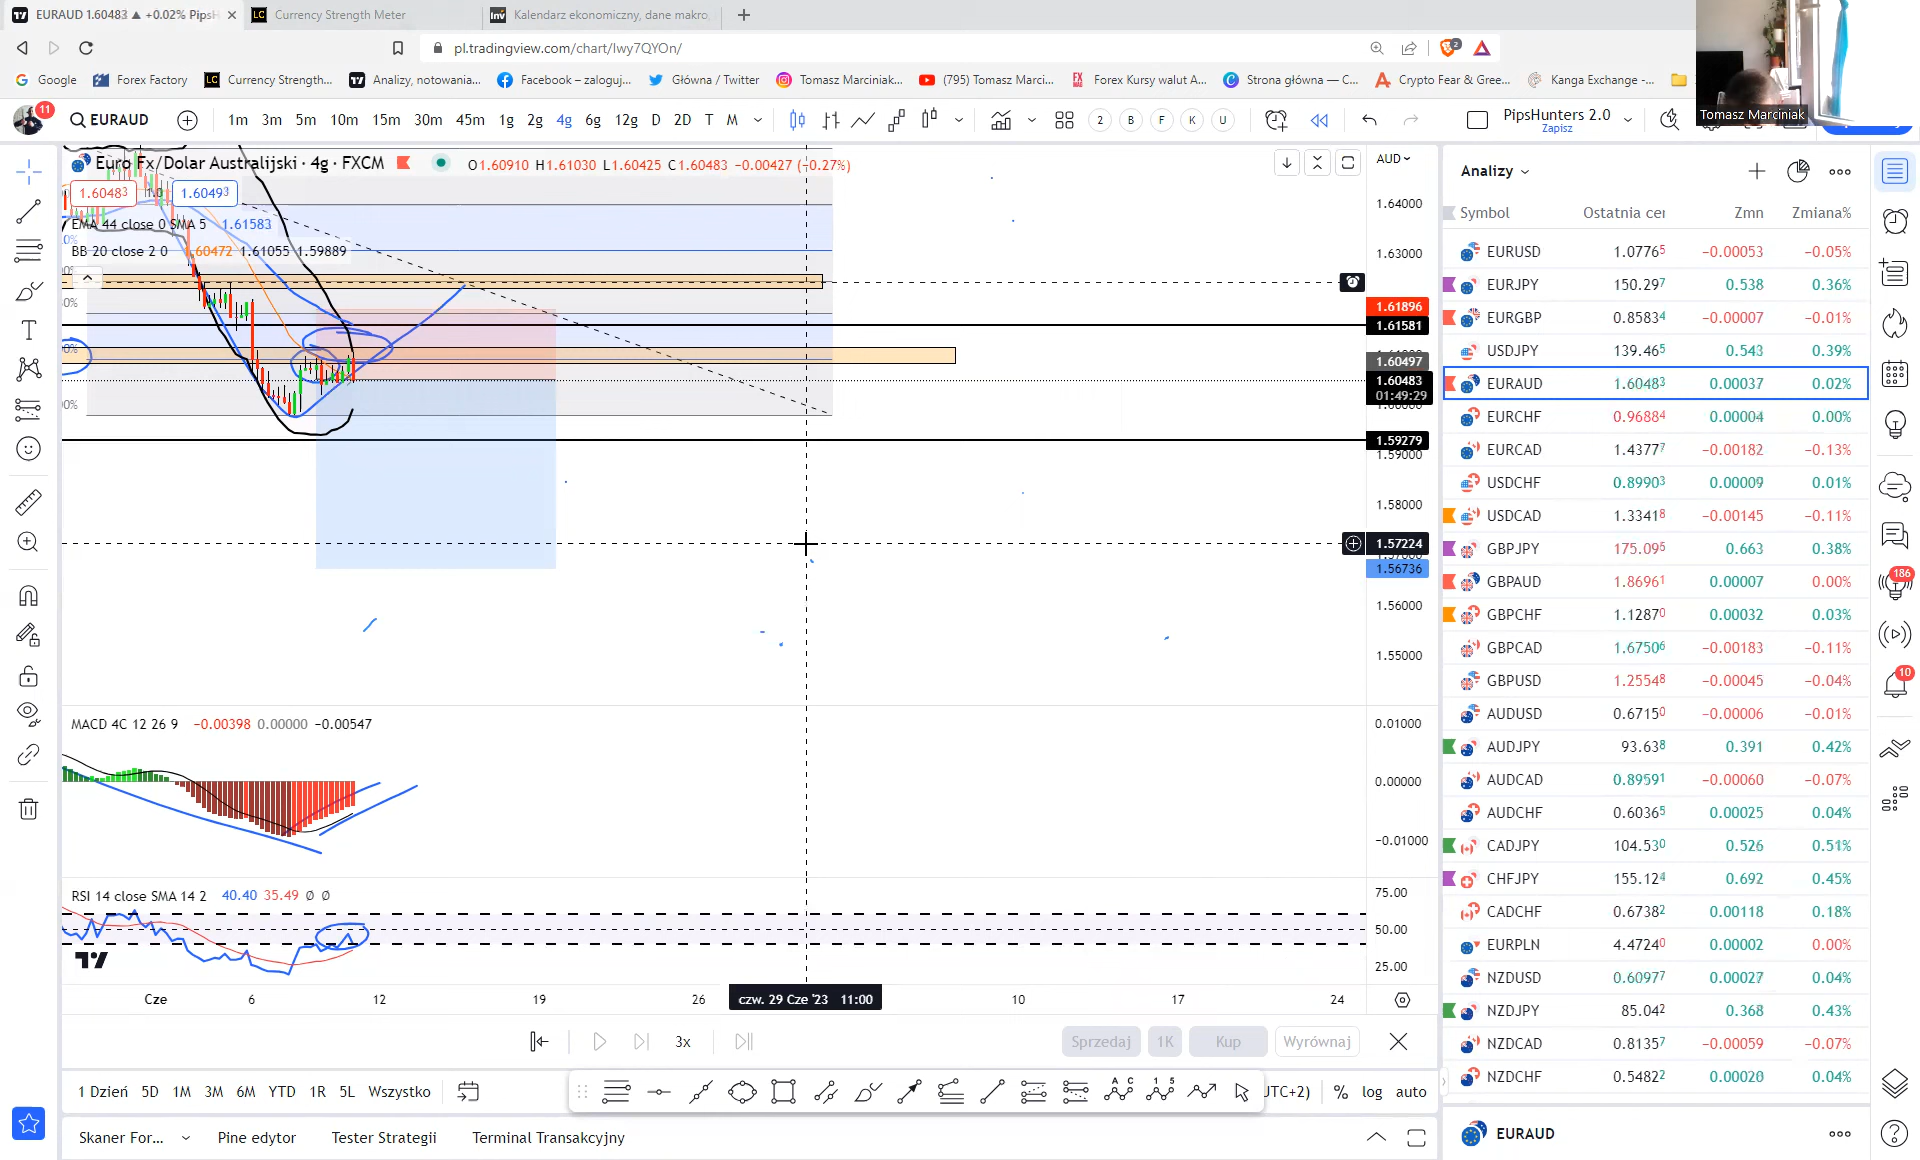 EURAUD 1.60483 ▲ +0.02% PipsH
Currency Strength Meter
Kalendarz ekonomiczny, dane makro,
pl.tradingview.com/chart/lwy7QYOn/
2
Google
Forex Factory
Currency Strength...
Analizy, notowania...
Facebook – zaloguj...
Główna / Twitter
Tomasz Marciniak...
(795) Tomasz Marci...
Forex Kursy walut A...
Strona główna — C...
Crypto Fear & Gree...
Kanga Exchange -...
Tomasz Marciniak
11
EURAUD
1m 3m 5m 10m 15m 30m 45m 1g 2g 4g 6g 12g D 2D T M
2 B F K U
PipsHunters 2.0
Zapisz
Euro Fx/Dolar Australijski · 4g · FXCM
O1.60910 H1.61030 L1.60425 C1.60483 −0.00427 (−0.27%)
1.60483 1.0 1.60493
EMA 44 close 0 SMA 5 1.61583
BB 20 close 2 0 1.61055 1.59889
AUD
1.64000
1.63000
1.61896
1.61581
1.60497
1.60483
01:49:29
1.59279
1.59000
1.58000
1.57224
1.56736
1.56000
1.55000
MACD 4C 12 26 9 −0.00398 0.00000 −0.00547
0.01000
0.00000
−0.01000
RSI 14 close SMA 14 2 40.40 35.49 Ø Ø
75.00
50.00
25.00
Cze 6 12 19 26 czw. 29 Cze '23 11:00 10 17 24
3x
Sprzedaj 1K Kup Wyrównaj
1 Dzień 5D 1M 3M 6M YTD 1R 5L Wszystko
UTC+2) % log auto
Skaner For... Pine edytor Tester Strategii Terminal Transakcyjny
Analizy
Symbol Ostatnia cer Zmn Zmiana%
EURUSD 1.07765 −0.00053 −0.05%
EURJPY 150.297 0.538 0.36%
EURGBP 0.85834 −0.00007 −0.01%
USDJPY 139.465 0.543 0.39%
EURAUD 1.60483 0.00037 0.02%
EURCHF 0.96884 0.00004 0.00%
EURCAD 1.43777 −0.00182 −0.13%
USDCHF 0.89903 0.00009 0.01%
USDCAD 1.33418 −0.00145 −0.11%
GBPJPY 175.095 0.663 0.38%
GBPAUD 1.86961 0.00007 0.00%
GBPCHF 1.12870 0.00032 0.03%
GBPCAD 1.67506 −0.00183 −0.11%
GBPUSD 1.25548 −0.00045 −0.04%
AUDUSD 0.67150 −0.00006 −0.01%
AUDJPY 93.638 0.391 0.42%
AUDCAD 0.89591 −0.00060 −0.07%
AUDCHF 0.60365 0.00025 0.04%
CADJPY 104.530 0.526 0.51%
CHFJPY 155.124 0.692 0.45%
CADCHF 0.67382 0.00118 0.18%
EURPLN 4.47240 0.00002 0.00%
NZDUSD 0.60977 0.00027 0.04%
NZDJPY 85.042 0.368 0.43%
NZDCAD 0.81357 −0.00059 −0.07%
NZDCHF 0.54822 0.00020 0.04%
EURAUD
186
10